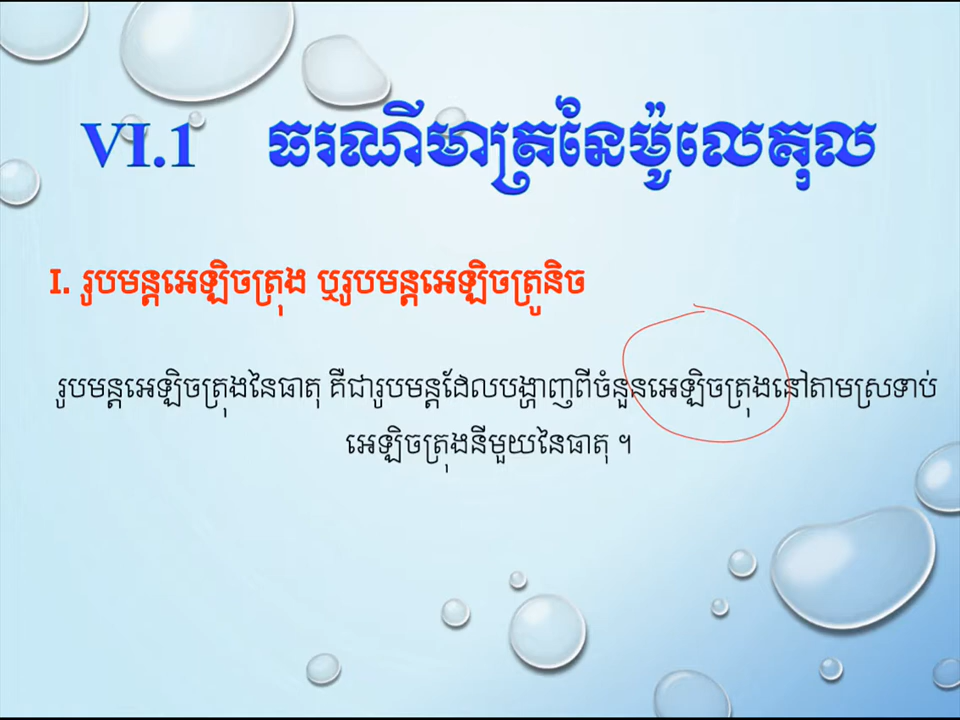 VI.1 ធរណីមាត្រនៃម៉ូលេគុល
I. រូបមន្តអេឡិចត្រុង ឬរូបមន្តអេឡិចត្រូនិច
រូបមន្តអេឡិចត្រុងនៃធាតុ គឺជារូបមន្តដែលបង្ហាញពីចំនួនអេឡិចត្រុងនៅតាមស្រទាប់
អេឡិចត្រុងនីមួយនៃធាតុ ។